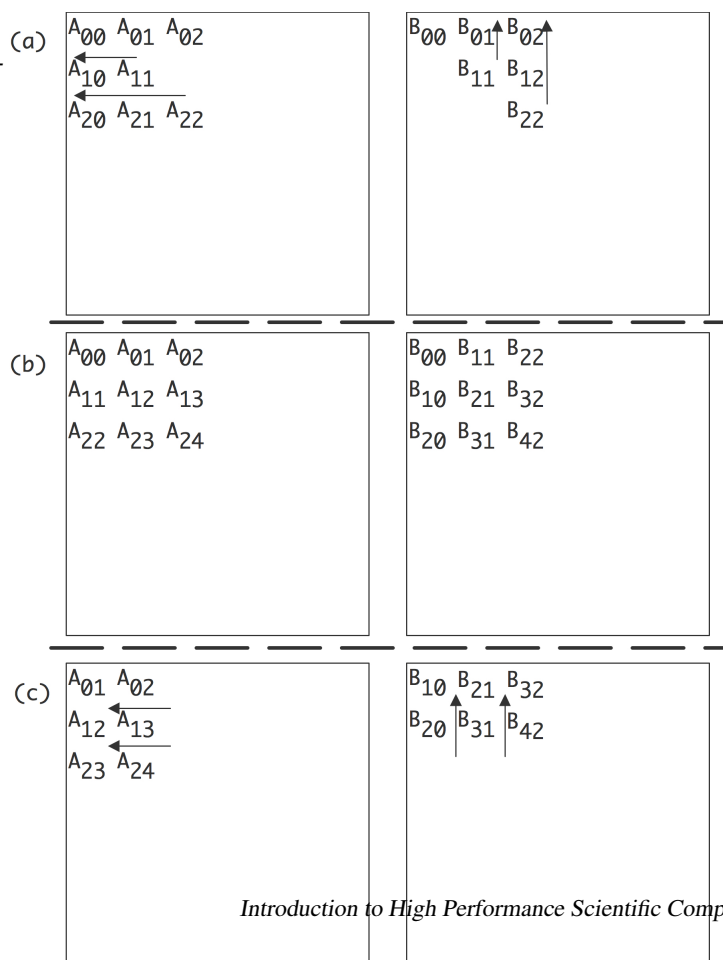 (a) A00 A01 A02 B00 B01 B02
A10 A11 B11 B12
A20 A21 A22 B22
(b) A00 A01 A02 B00 B11 B22
A11 A12 A13 B10 B21 B32
A22 A23 A24 B20 B31 B42
(c) A01 A02 B10 B21 B32
A12 A13 B20 B31 B42
A23 A24
Introduction to High Performance Scientific Comp